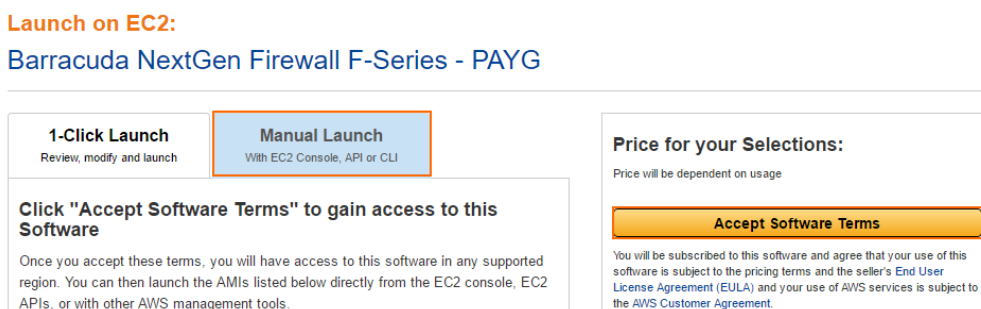 Launch on EC2:
Barracuda NextGen Firewall F-Series - PAYG
1-Click Launch
Review, modify and launch
Manual Launch
With EC2 Console, API or CLI
Click "Accept Software Terms" to gain access to this
Software
Once you accept these terms, you will have access to this software in any supported
region. You can then launch the AMIs listed below directly from the EC2 console, EC2
APIs, or with other AWS management tools.
Price for your Selections:
Price will be dependent on usage
Accept Software Terms
You will be subscribed to this software and agree that your use of this
software is subject to the pricing terms and the seller's End User
License Agreement (EULA) and your use of AWS services is subject to
the AWS Customer Agreement.